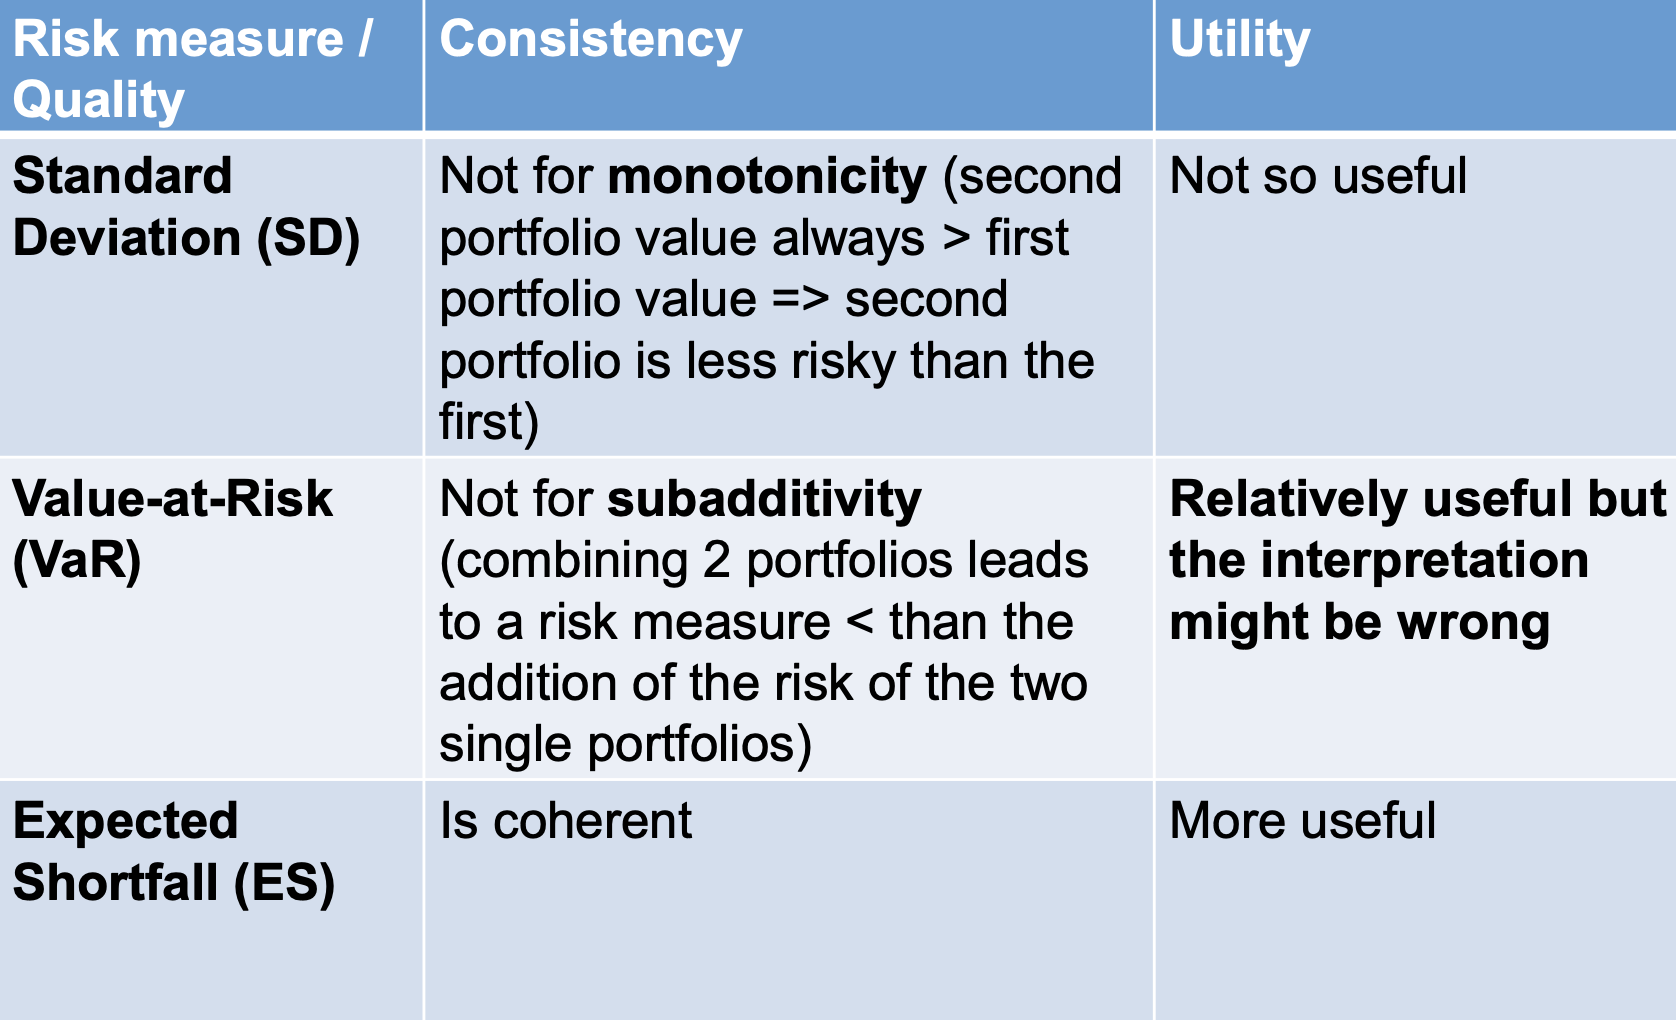 Risk measure /
Quality
Consistency
Utility
Standard
Deviation (SD)
Not for monotonicity (second
portfolio value always > first
portfolio value => second
portfolio is less risky than the
first)
Not so useful
Value-at-Risk
(VaR)
Not for subadditivity
(combining 2 portfolios leads
to a risk measure < than the
addition of the risk of the two
single portfolios)
Relatively useful but
the interpretation
might be wrong
Expected
Shortfall (ES)
Is coherent
More useful